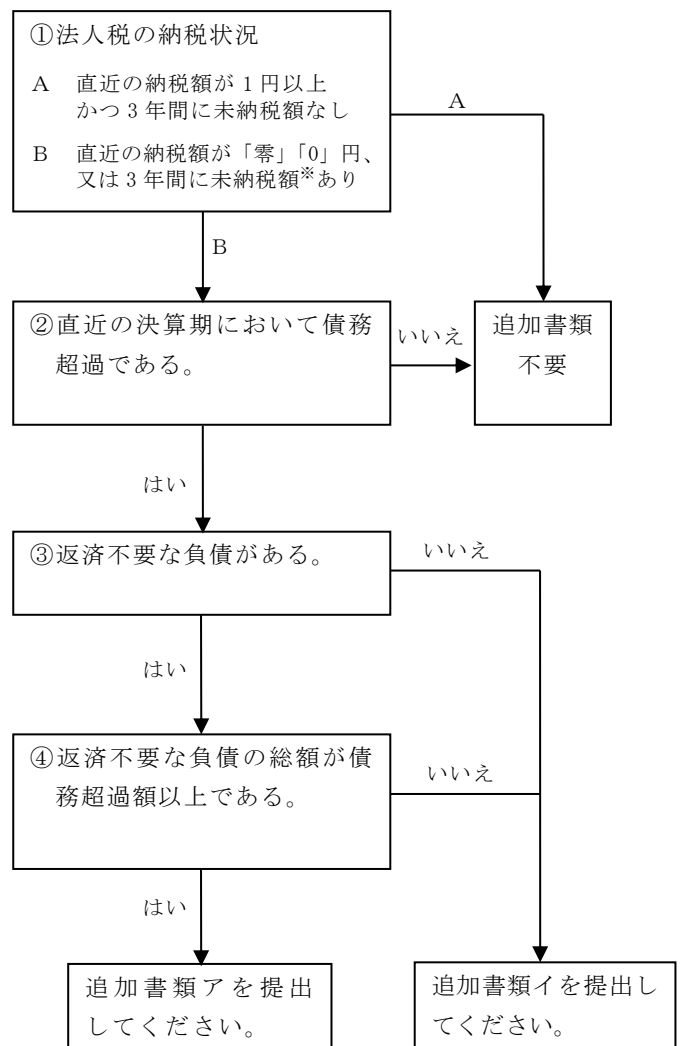 ①法人税の納税状況
A 直近の納税額が1円以上
かつ3年間に未納税額なし
B 直近の納税額が「零」「0」円、
又は3年間に未納税額※あり
A
B
②直近の決算期において債務
超過である。
いいえ
追加書類
不要
はい
③返済不要な負債がある。
いいえ
はい
④返済不要な負債の総額が債
務超過額以上である。
いいえ
はい
追加書類アを提出
してください。
追加書類イを提出し
てください。